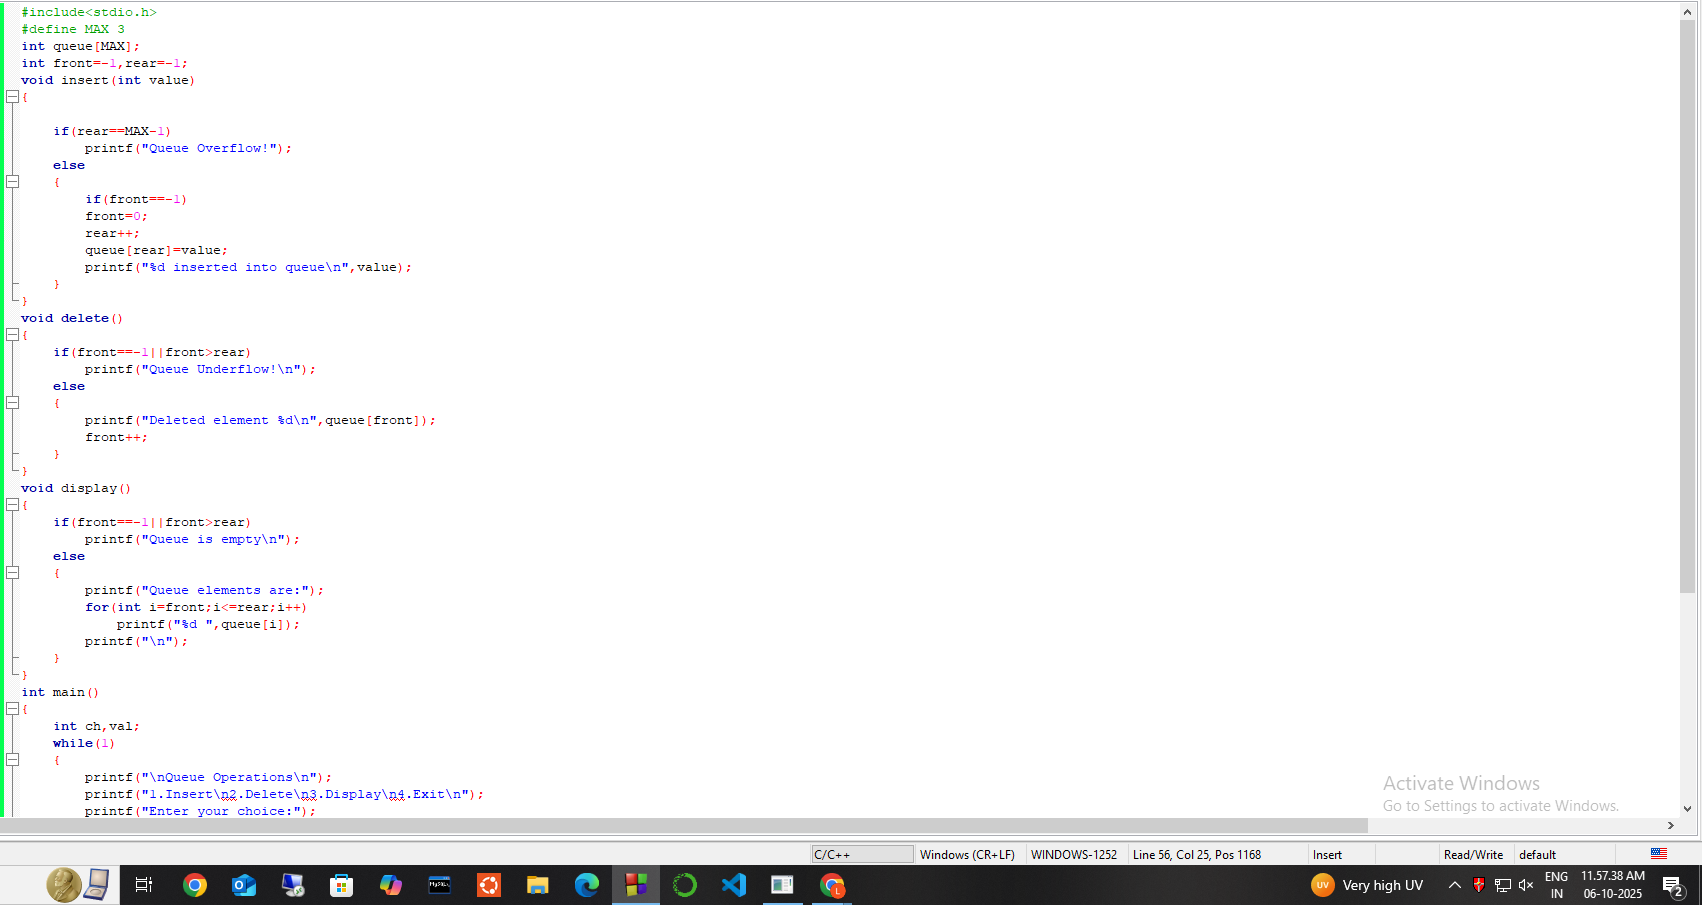 #include<stdio.h>
#define MAX 3
int queue[MAX];
int front=-1,rear=-1;
void insert(int value)
{
    if(rear==MAX-1)
        printf("Queue Overflow!");
    else
    {
        if(front==-1)
        front=0;
        rear++;
        queue[rear]=value;
        printf("%d inserted into queue\n",value);
    }
}
void delete()
{
    if(front==-1||front>rear)
        printf("Queue Underflow!\n");
    else
    {
        printf("Deleted element %d\n",queue[front]);
        front++;
    }
}
void display()
{
    if(front==-1||front>rear)
        printf("Queue is empty\n");
    else
    {
        printf("Queue elements are:");
        for(int i=front;i<=rear;i++)
            printf("%d ",queue[i]);
        printf("\n");
    }
}
int main()
{
    int ch,val;
    while(1)
    {
        printf("\nQueue Operations\n");
        printf("1.Insert\n2.Delete\n3.Display\n4.Exit\n");
        printf("Enter your choice:");
Activate Windows
Go to Settings to activate Windows.
C/C++ Windows (CR+LF) WINDOWS-1252 Line 56, Col 25, Pos 1168 Insert Read/Write default
MySQL
UV Very high UV
ENG
IN
11.57.38 AM
06-10-2025
2
L